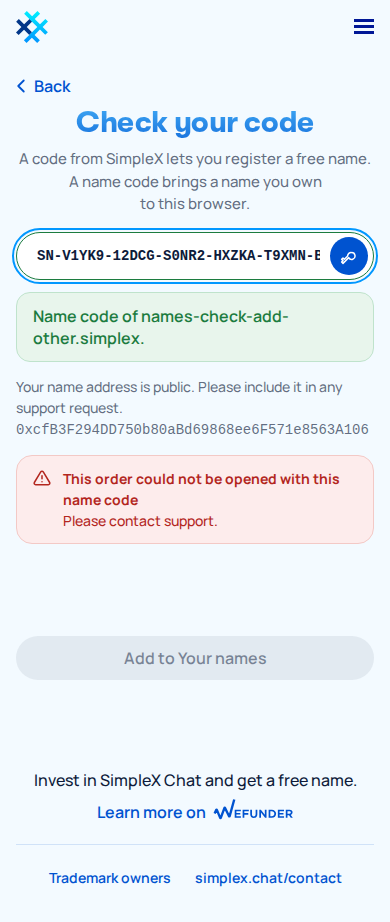 Back
Check your code
A code from SimpleX lets you register a free name.
A name code brings a name you own
to this browser.
SN-V1YK9-12DCG-S0NR2-HXZKA-T9XMN-E
Name code of names-check-add-
other.simplex.
Your name address is public. Please include it in any
support request.
0xcfB3F294DD750b80aBd69868ee6F571e8563A106
This order could not be opened with this
name code
Please contact support.
Add to Your names
Invest in SimpleX Chat and get a free name.
Learn more on WEFUNDER
Trademark owners simplex.chat/contact